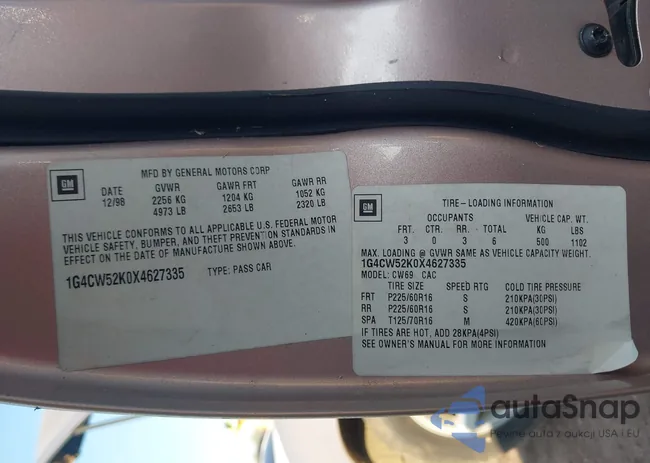 GM
MFD BY GENERAL MOTORS CORP
DATE GVWR GAWR FRT GAWR RR
12/98 2256 KG 1204 KG 1052 KG
4973 LB 2653 LB 2320 LB
THIS VEHICLE CONFORMS TO ALL APPLICABLE U.S. FEDERAL MOTOR
VEHICLE SAFETY, BUMPER, AND THEFT PREVENTION STANDARDS IN
EFFECT ON THE DATE OF MANUFACTURE SHOWN ABOVE.
1G4CW52K0X4627335 TYPE: PASS CAR
GM
TIRE-LOADING INFORMATION
OCCUPANTS VEHICLE CAP. WT.
FRT. CTR. RR. KG LBS
3 0 3 6 500 1102
MAX. LOADING @ GVWR SAME AS VEHICLE CAPACITY WEIGHT.
1G4CW52K0X4627335
MODEL: CW69 CAC
TIRE SIZE SPEED RTG COLD TIRE PRESSURE
FRT P225/60R16 S 210KPA(30PSI)
RR P225/60R16 S 210KPA(30PSI)
SPA T125/70R16 M 420KPA(60PSI)
IF TIRES ARE HOT, ADD 28KPA(4PSI)
SEE OWNER'S MANUAL FOR MORE INFORMATION
autaSnap
Pewne auta z aukcji USA i EU